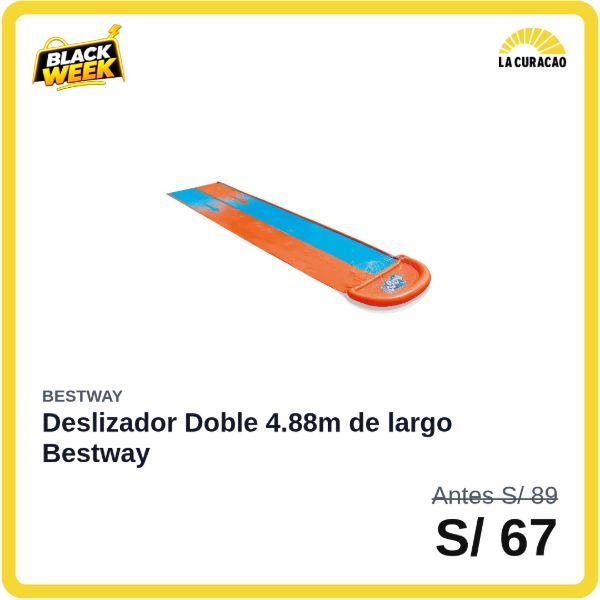 BLACK
WEEK
LA CURACAO
BESTWAY
Deslizador Doble 4.88m de largo
Bestway
Antes S/ 89
S/ 67